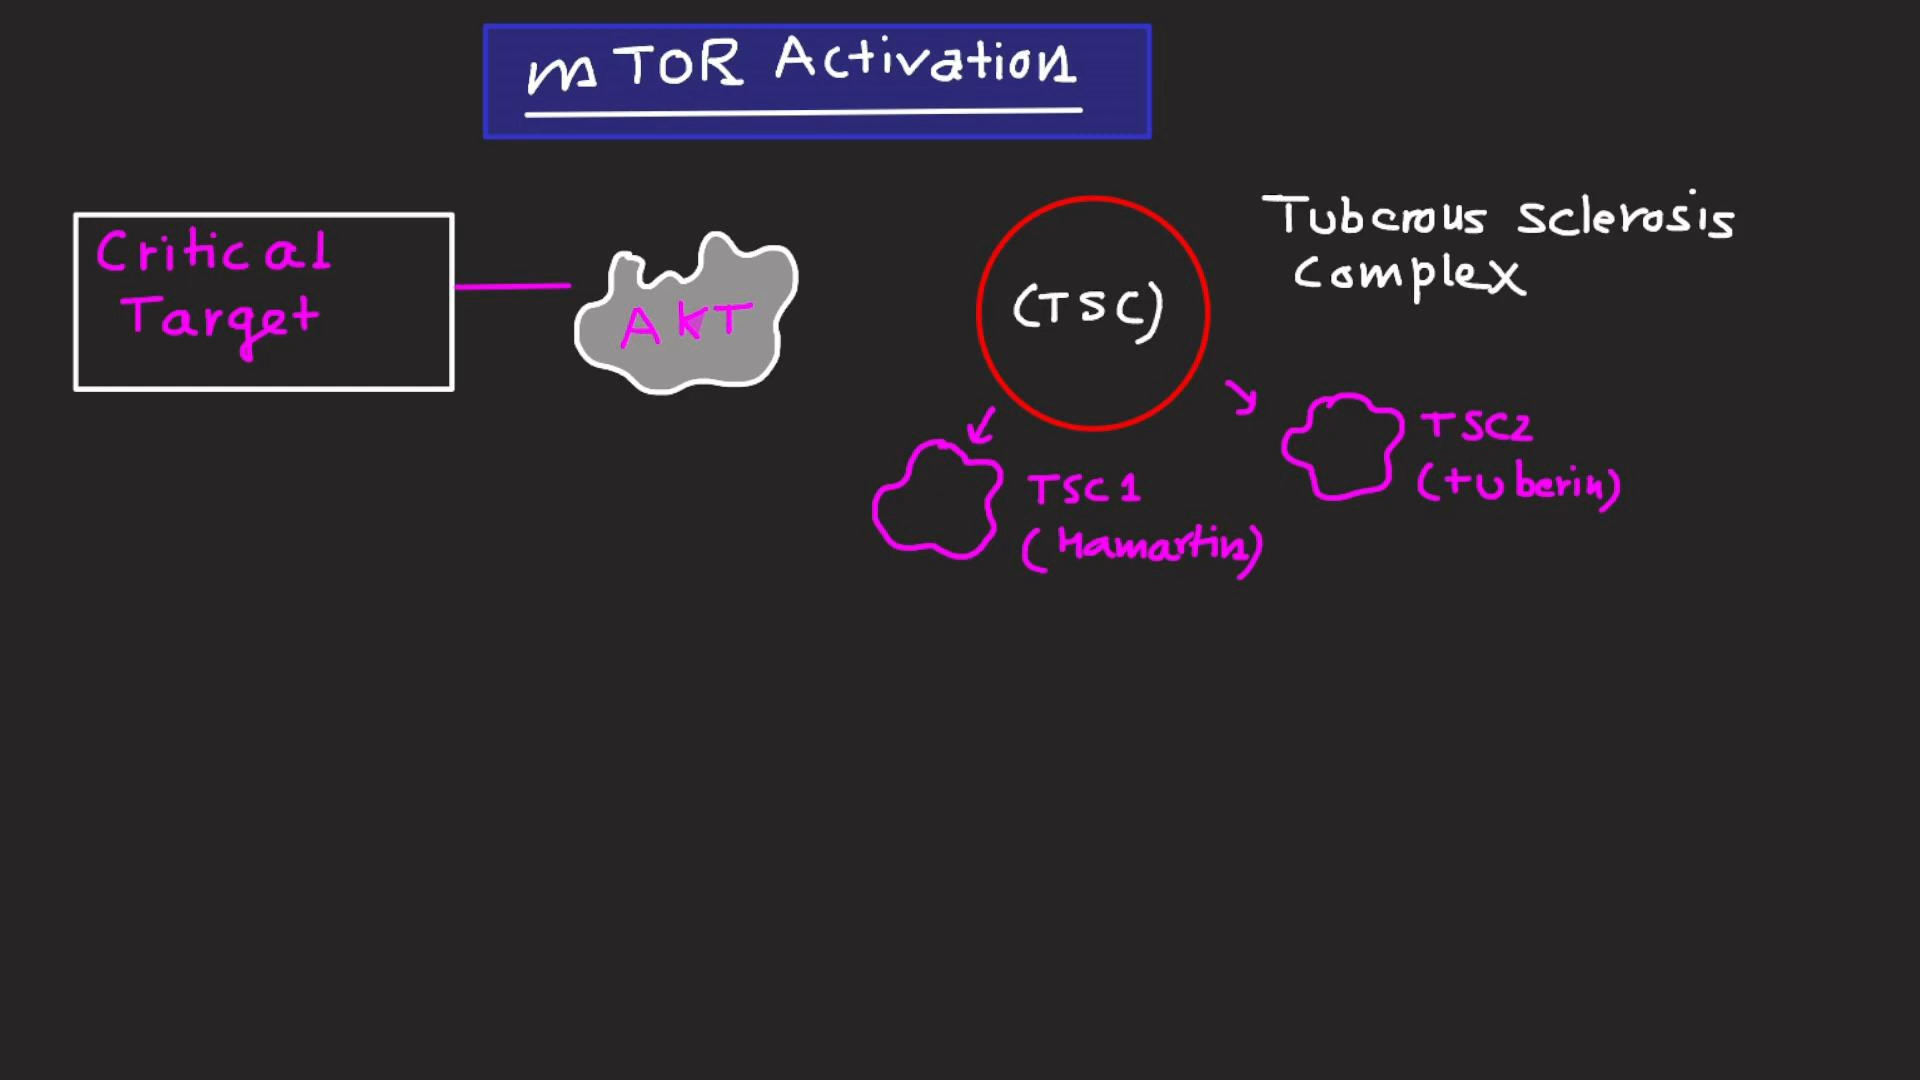 mTOR Activation
Critical
Target
AKT
(TSC)
Tuberous sclerosis
Complex
TSC1
(Hamartin)
TSC2
(tuberin)